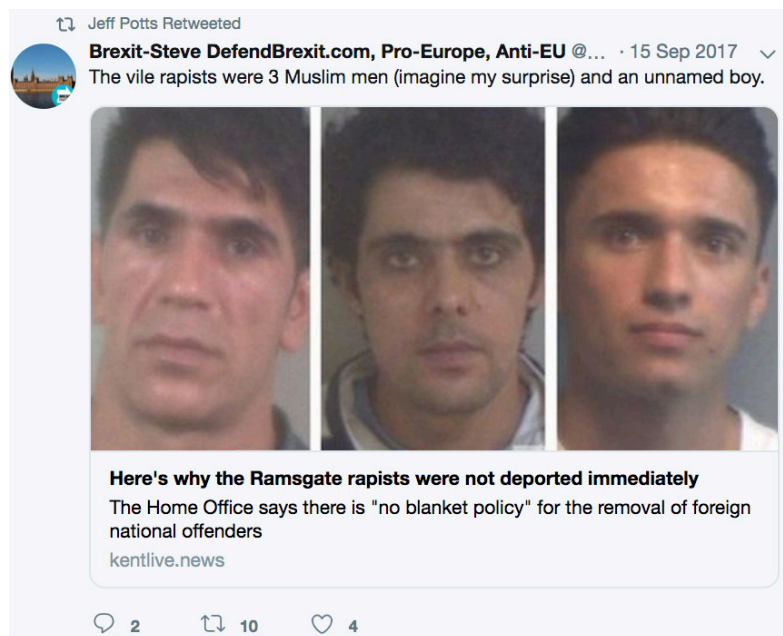 Jeff Potts Retweeted
Brexit-Steve DefendBrexit.com, Pro-Europe, Anti-EU @... · 15 Sep 2017
The vile rapists were 3 Muslim men (imagine my surprise) and an unnamed boy.
Here's why the Ramsgate rapists were not deported immediately
The Home Office says there is "no blanket policy" for the removal of foreign
national offenders
kentlive.news
2 10 4